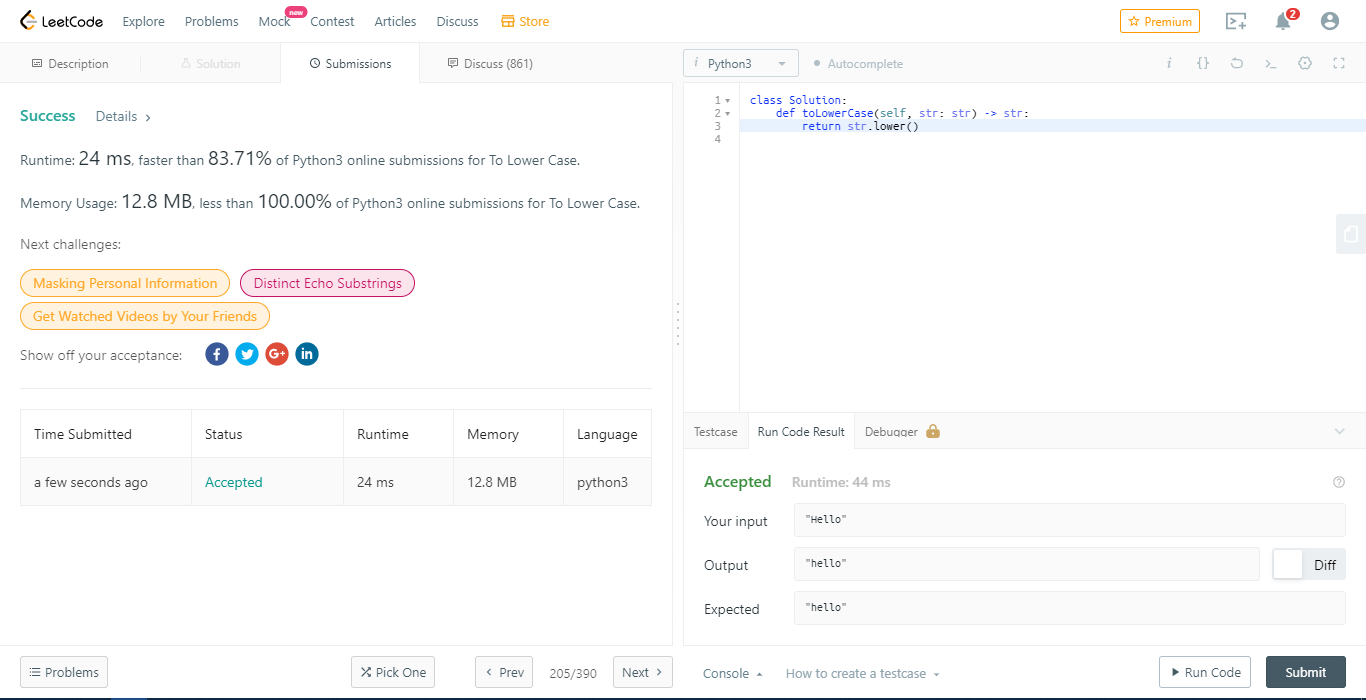 LeetCode Explore Problems Mock new Contest Articles Discuss Store Premium 2
Description Solution Submissions Discuss (861)
Success Details
Runtime: 24 ms, faster than 83.71% of Python3 online submissions for To Lower Case.
Memory Usage: 12.8 MB, less than 100.00% of Python3 online submissions for To Lower Case.
Next challenges:
Masking Personal Information Distinct Echo Substrings
Get Watched Videos by Your Friends
Show off your acceptance: f G+ in
Time Submitted Status Runtime Memory Language
a few seconds ago Accepted 24 ms 12.8 MB python3
Problems Pick One Prev 205/390 Next
i Python3 Autocomplete i {} >_
1 class Solution:
2 def toLowerCase(self, str: str) -> str:
3 return str.lower()
4
Testcase Run Code Result Debugger
Accepted Runtime: 44 ms
Your input "Hello"
Output "hello" Diff
Expected "hello"
Console How to create a testcase Run Code Submit